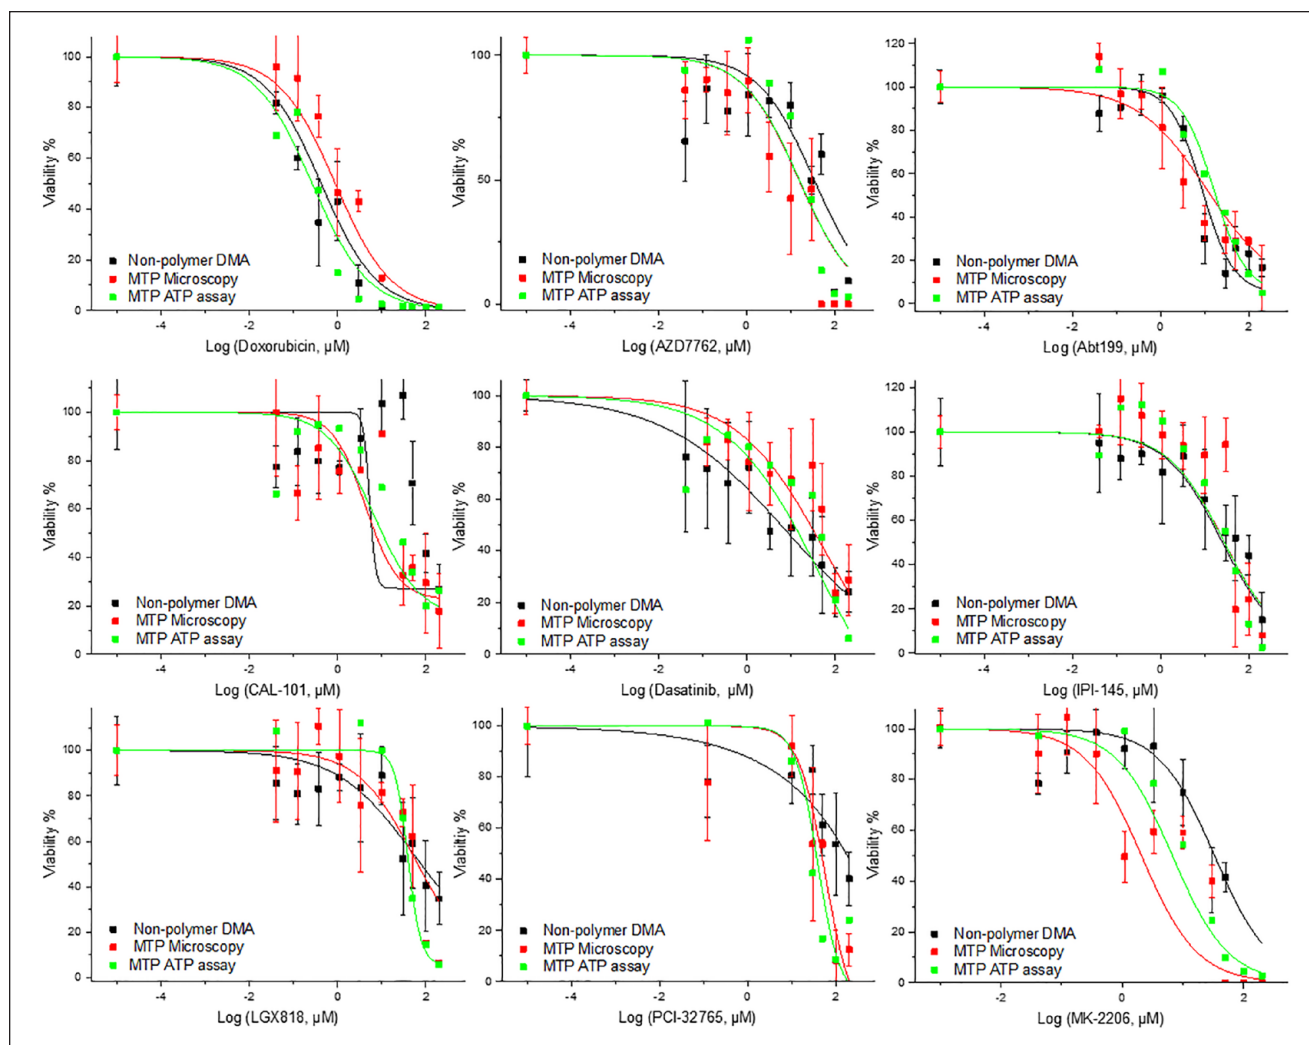 100
80
60
40
20
0
Viability %
Non-polymer DMA
MTP Microscopy
MTP ATP assay
-4 -2 0 2
Log (Doxorubicin, µM)
100
50
0
Viability %
Non-polymer DMA
MTP Microscopy
MTP ATP assay
-4 -2 0 2
Log (AZD7762, µM)
120
100
80
60
40
20
0
Viability %
Non-polymer DMA
MTP Microscopy
MTP ATP assay
-4 -2 0 2
Log (Abt199, µM)
100
80
60
40
20
0
Viability %
Non-polymer DMA
MTP Microscopy
MTP ATP assay
-4 -2 0 2
Log (CAL-101, µM)
100
80
60
40
20
0
Viability %
Non-polymer DMA
MTP Microscopy
MTP ATP assay
-4 -2 0 2
Log (Dasatinib, µM)
120
100
80
60
40
20
0
Viability %
Non-polymer DMA
MTP Microscopy
MTP ATP assay
-4 -2 0 2
Log (IPI-145, µM)
100
80
60
40
20
0
Viability %
Non-polymer DMA
MTP Microscopy
MTP ATP assay
-4 -2 0 2
Log (LGX818, µM)
100
80
60
40
20
0
Viabiltiy %
Non-polymer DMA
MTP Microscopy
MTP ATP assay
-4 -2 0 2
Log (PCI-32765, µM)
100
80
60
40
20
0
Viability %
Non-polymer DMA
MTP Microscopy
MTP ATP assay
-2 0 2
Log (MK-2206, µM)